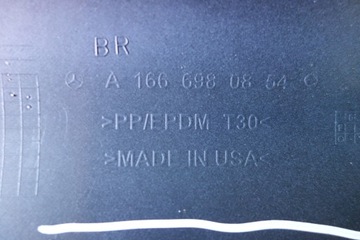 BR
A 166 698 08 54
>PP/EPDM T30<
>MADE IN USA<